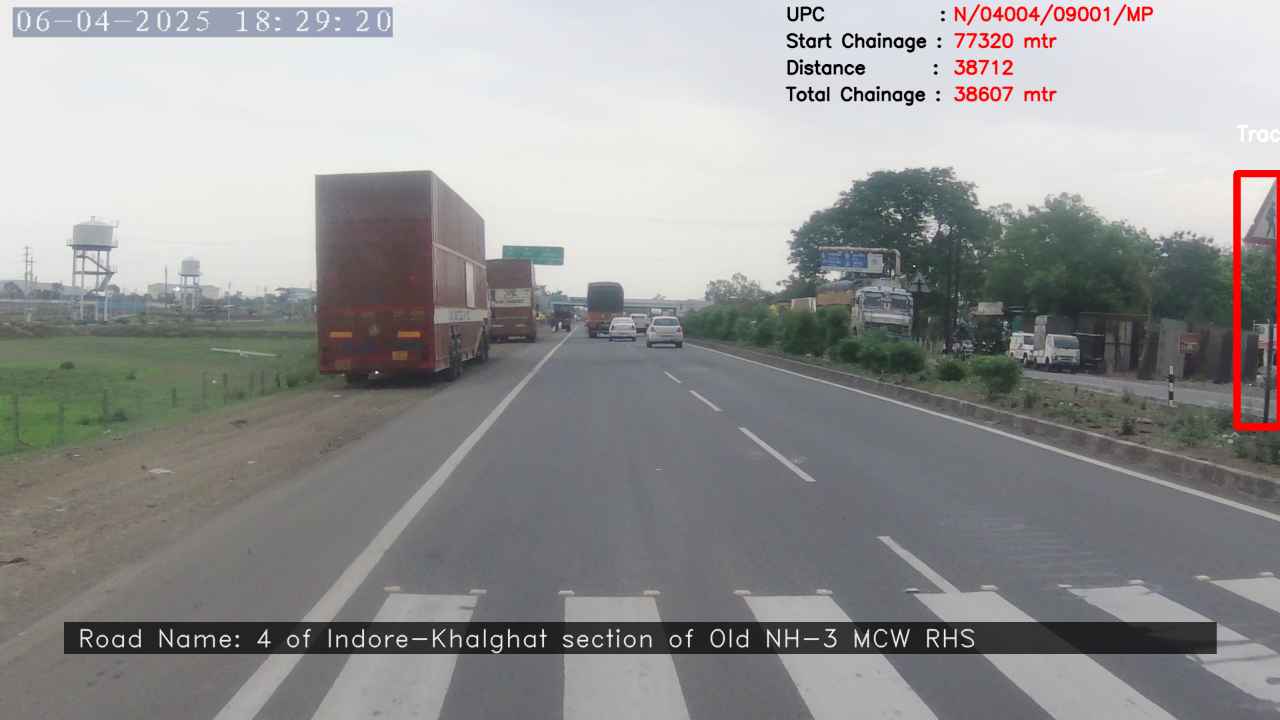 06-04-2025 18:29:20
UPC : N/04004/09001/MP
Start Chainage : 77320 mtr
Distance : 38712
Total Chainage : 38607 mtr
Trac
Road Name: 4 of Indore-Khalghat section of Old NH-3 MCW RHS